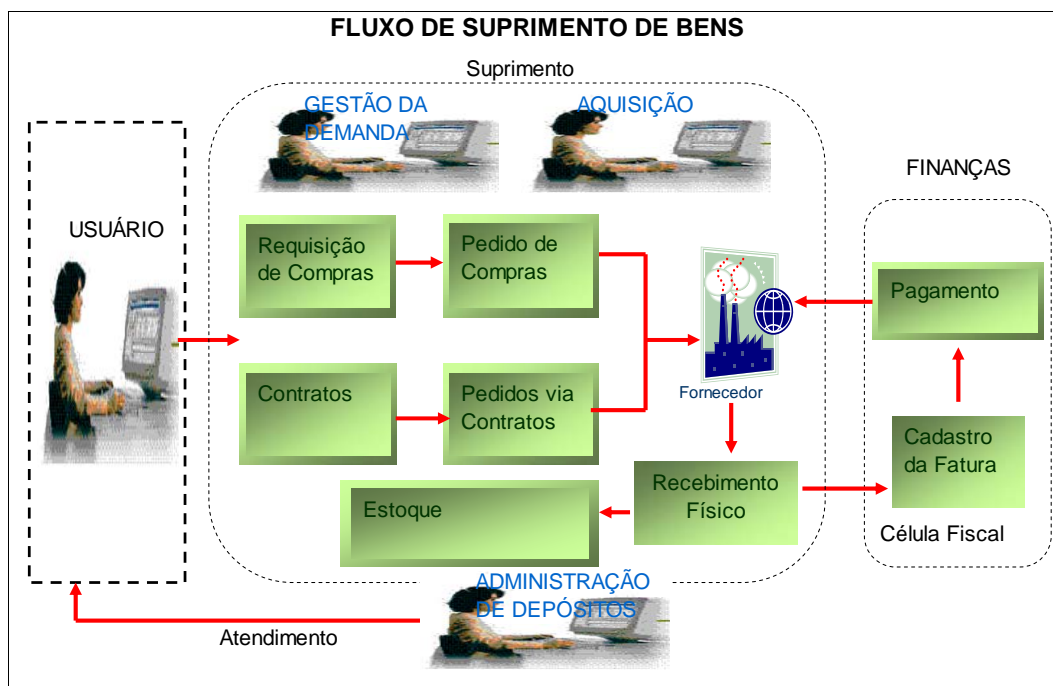 FLUXO DE SUPRIMENTO DE BENS
Suprimento
GESTÃO DA
DEMANDA
AQUISIÇÃO
FINANÇAS
USUÁRIO
Requisição
de Compras
Pedido de
Compras
Pagamento
Contratos
Pedidos via
Contratos
Fornecedor
Cadastro
da Fatura
Estoque
Recebimento
Físico
Célula Fiscal
ADMINISTRAÇÃO
DE DEPÓSITOS
Atendimento